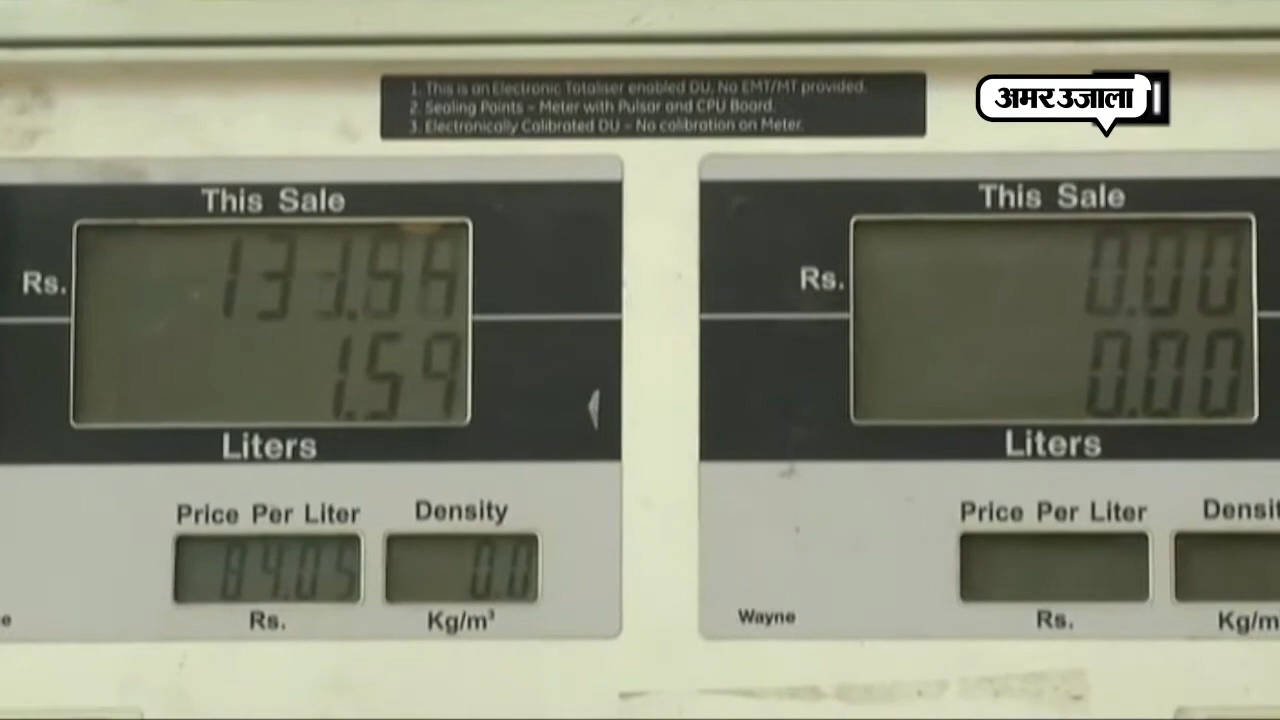 1. This is an Electronic Totaliser enabled DU, No EMT/MT provided.
2. Sealing Points - Meter with Pulsar and CPU Board.
3. Electronically Calibrated DU - No calibration on Meter.
अमर उजाला
This Sale
Rs.
1.59
Liters
Price Per Liter
Density
84.05
0.0
Rs.
Kg/m³
This Sale
Rs.
0.00
0.00
Liters
Price Per Liter
Wayne
Rs.